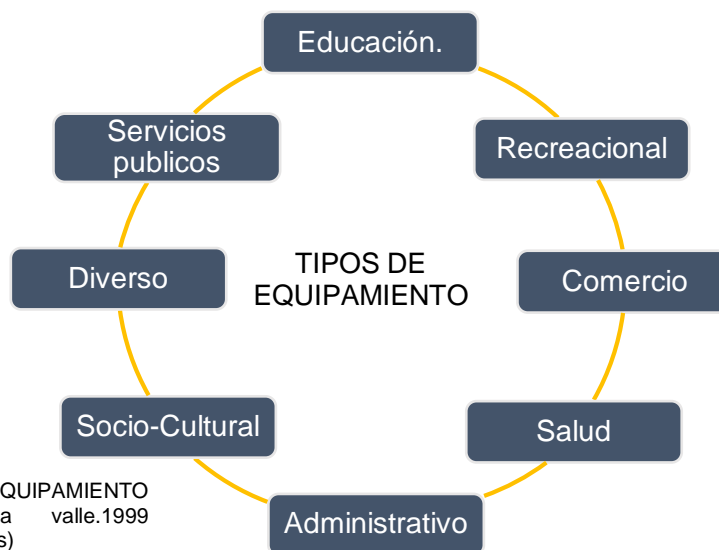 Educación.
Recreacional
Comercio
Salud
Administrativo
Socio-Cultural
Diverso
Servicios
publicos
TIPOS DE
EQUIPAMIENTO
QUIPAMIENTO
a valle.1999
s)